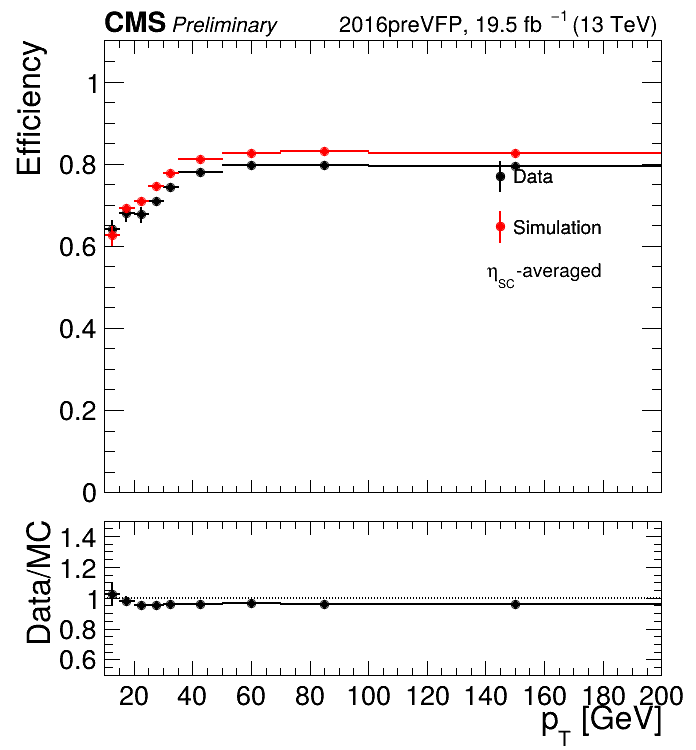 CMS Preliminary 2016preVFP, 19.5 fb⁻¹ (13 TeV)
Efficiency
1
0.8
0.6
0.4
0.2
0
Data
Simulation
ηSC-averaged
Data/MC
1.4
1.2
1
0.8
0.6
20 40 60 80 100 120 140 160 180 200
pT [GeV]